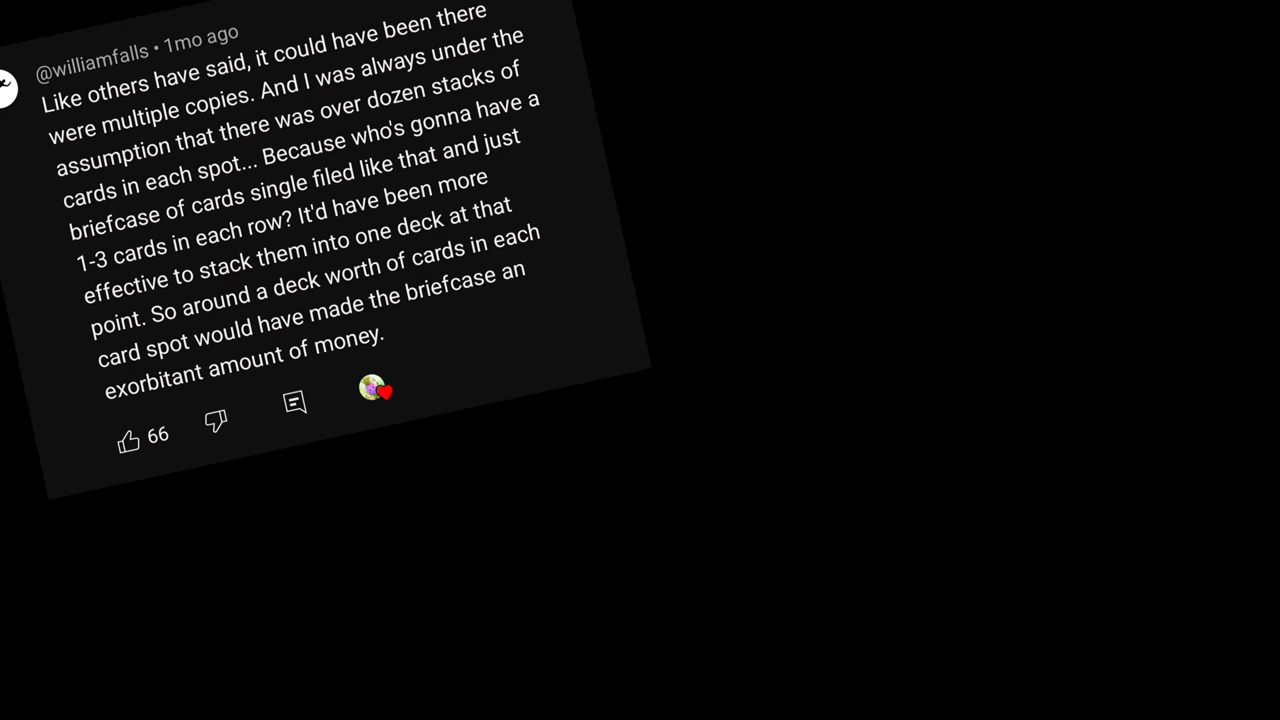 @williamfalls • 1mo ago
Like others have said, it could have been there
were multiple copies. And I was always under the
assumption that there was over dozen stacks of
cards in each spot... Because who's gonna have a
briefcase of cards single filed like that and just
1-3 cards in each row? It'd have been more
effective to stack them into one deck at that
point. So around a deck worth of cards in each
card spot would have made the briefcase an
exorbitant amount of money.
66